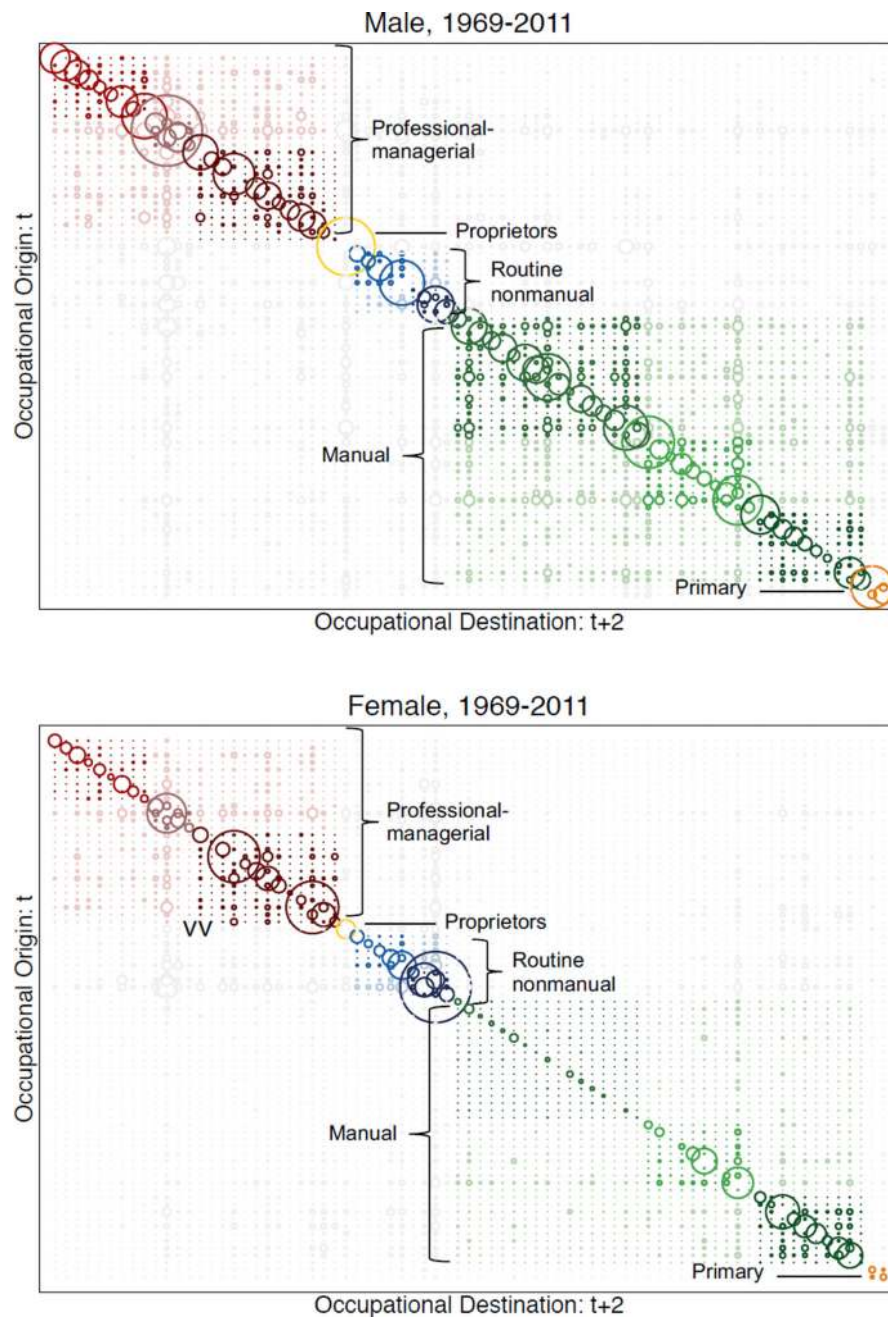 Male, 1969-2011
Occupational Origin: t
Professional-
managerial
Proprietors
Routine
nonmanual
Manual
Primary
Occupational Destination: t+2
Female, 1969-2011
Occupational Origin: t
Professional-
managerial
VV
Proprietors
Routine
nonmanual
Manual
Primary
Occupational Destination: t+2